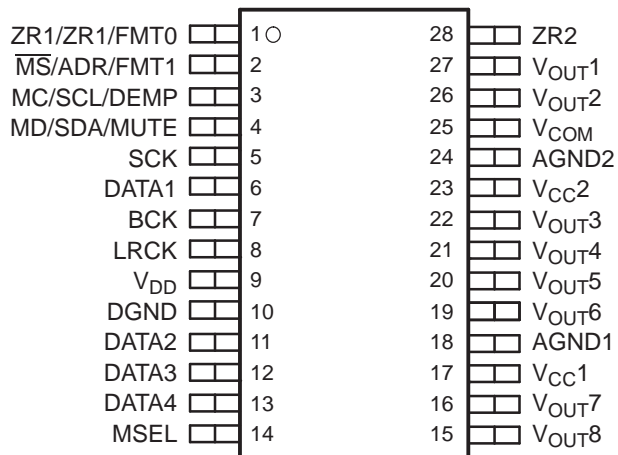 ZR1/ZR1/FMT0 1 28 ZR2
MS/ADR/FMT1 2 27 VOUT1
MC/SCL/DEMP 3 26 VOUT2
MD/SDA/MUTE 4 25 VCOM
SCK 5 24 AGND2
DATA1 6 23 VCC2
BCK 7 22 VOUT3
LRCK 8 21 VOUT4
VDD 9 20 VOUT5
DGND 10 19 VOUT6
DATA2 11 18 AGND1
DATA3 12 17 VCC1
DATA4 13 16 VOUT7
MSEL 14 15 VOUT8